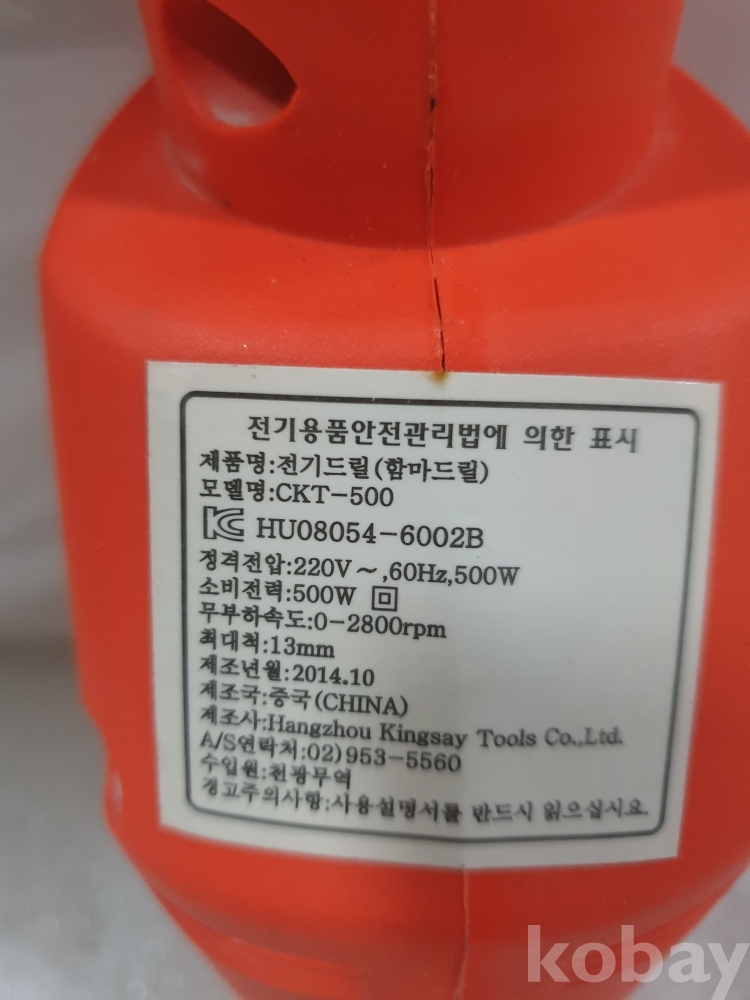 전기용품안전관리법에 의한 표시
제품명:전기드릴(함마드릴)
모델명:CKT-500
KC HU08054-6002B
정격전압:220V~,60Hz,500W
소비전력:500W
무부하속도:0-2800rpm
최대척:13mm
제조년월:2014.10
제조국:중국(CHINA)
제조사:Hangzhou Kingsay Tools Co.,Ltd.
A/S연락처:02)953-5560
수입원:천광무역
경고주의사항:사용설명서를 반드시 읽으십시요.
kobay